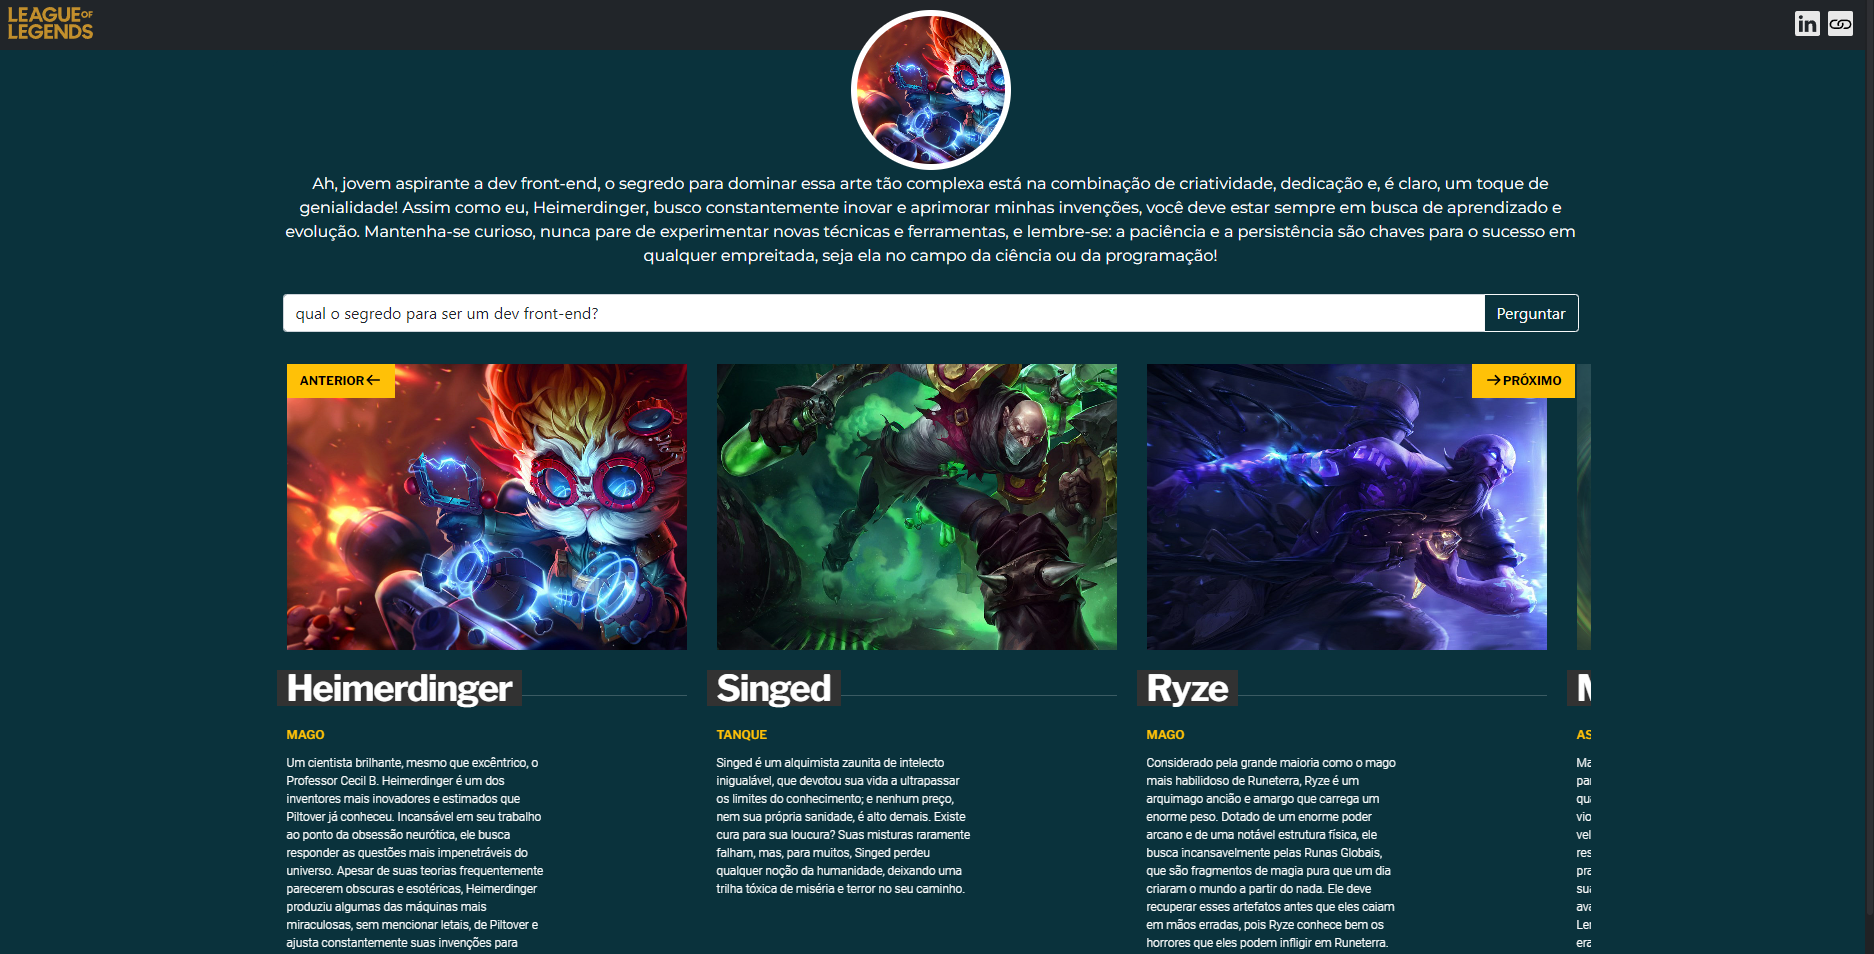 LEAGUE OF
LEGENDS
in
Ah, jovem aspirante a dev front-end, o segredo para dominar essa arte tão complexa está na combinação de criatividade, dedicação e, é claro, um toque de
genialidade! Assim como eu, Heimerdinger, busco constantemente inovar e aprimorar minhas invenções, você deve estar sempre em busca de aprendizado e
evolução. Mantenha-se curioso, nunca pare de experimentar novas técnicas e ferramentas, e lembre-se: a paciência e a persistência são chaves para o sucesso em
qualquer empreitada, seja ela no campo da ciência ou da programação!
qual o segredo para ser um dev front-end?
Perguntar
ANTERIOR
PRÓXIMO
Heimerdinger
MAGO
Um cientista brilhante, mesmo que excêntrico, o
Professor Cecil B. Heimerdinger é um dos
inventores mais inovadores e estimados que
Piltover já conheceu. Incansável em seu trabalho
ao ponto da obsessão neurótica, ele busca
responder as questões mais impenetráveis do
universo. Apesar de suas teorias frequentemente
parecerem obscuras e esotéricas, Heimerdinger
produziu algumas das máquinas mais
miraculosas, sem mencionar letais, de Piltover e
ajusta constantemente suas invenções para
Singed
TANQUE
Singed é um alquimista zaunita de intelecto
inigualável, que devotou sua vida a ultrapassar
os limites do conhecimento; e nenhum preço,
nem sua própria sanidade, é alto demais. Existe
cura para sua loucura? Suas misturas raramente
falham, mas, para muitos, Singed perdeu
qualquer noção da humanidade, deixando uma
trilha tóxica de miséria e terror no seu caminho.
Ryze
MAGO
Considerado pela grande maioria como o mago
mais habilidoso de Runeterra, Ryze é um
arquimago ancião e amargo que carrega um
enorme peso. Dotado de um enorme poder
arcano e de uma notável estrutura física, ele
busca incansavelmente pelas Runas Globais,
que são fragmentos de magia pura que um dia
criaram o mundo a partir do nada. Ele deve
recuperar esses artefatos antes que eles caiam
em mãos erradas, pois Ryze conhece bem os
horrores que eles podem infligir em Runeterra.